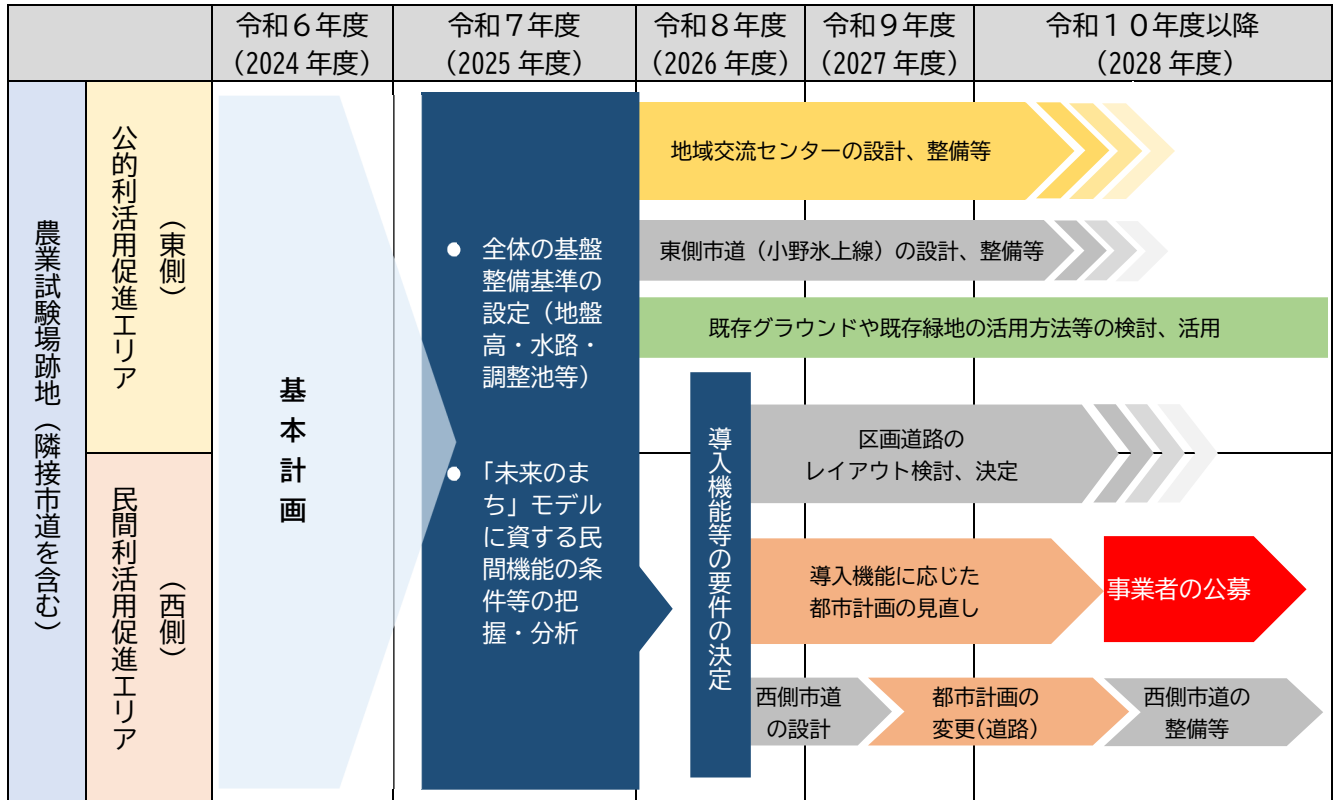 令和６年度
（2024 年度）
令和７年度
（2025 年度）
令和８年度
（2026 年度）
令和９年度
（2027 年度）
令和１０年度以降
（2028 年度）
農業試験場跡地（隣接市道を含む）
公的利活用促進エリア
（東側）
民間利活用促進エリア
（西側）
基本計画
● 全体の基盤
整備基準の
設定（地盤
高・水路・
調整池等）
● 「未来のま
ち」モデル
に資する民
間機能の条
件等の把
握・分析
地域交流センターの設計、整備等
東側市道（小野氷上線）の設計、整備等
既存グラウンドや既存緑地の活用方法等の検討、活用
導入機能等の要件の決定
区画道路の
レイアウト検討、決定
導入機能に応じた
都市計画の見直し
事業者の公募
西側市道
の設計
都市計画の
変更(道路)
西側市道の
整備等